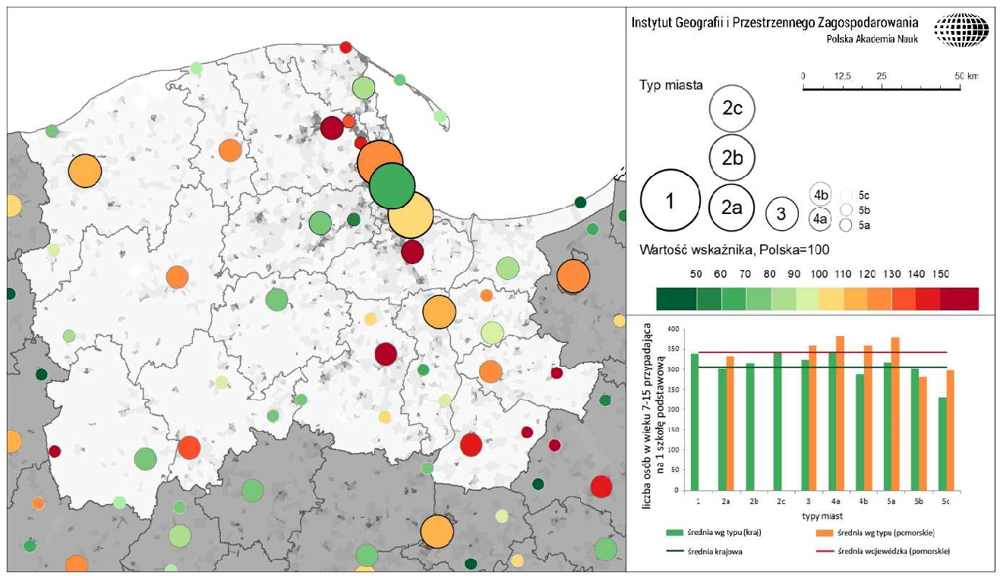 Instytut Geografii i Przestrzennego Zagospodarowania
Polska Akademia Nauk
0 12,5 25 50 km
Typ miasta
2c
2b
1 2a 3 4b 4a 5c 5b 5a
Wartość wskaźnika, Polska=100
50 60 70 80 90 100 110 120 130 140 150
liczba osób w wieku 7-15 przypadająca
na 1 szkołę podstawową
400
350
300
250
200
150
100
50
0
1 2a 2b 2c 3 4a 4b 5a 5b 5c
typy miast
średnia wg typu (kraj) średnia wg typu (pomorskie)
średnia krajowa średnia wojewódzka (pomorskie)